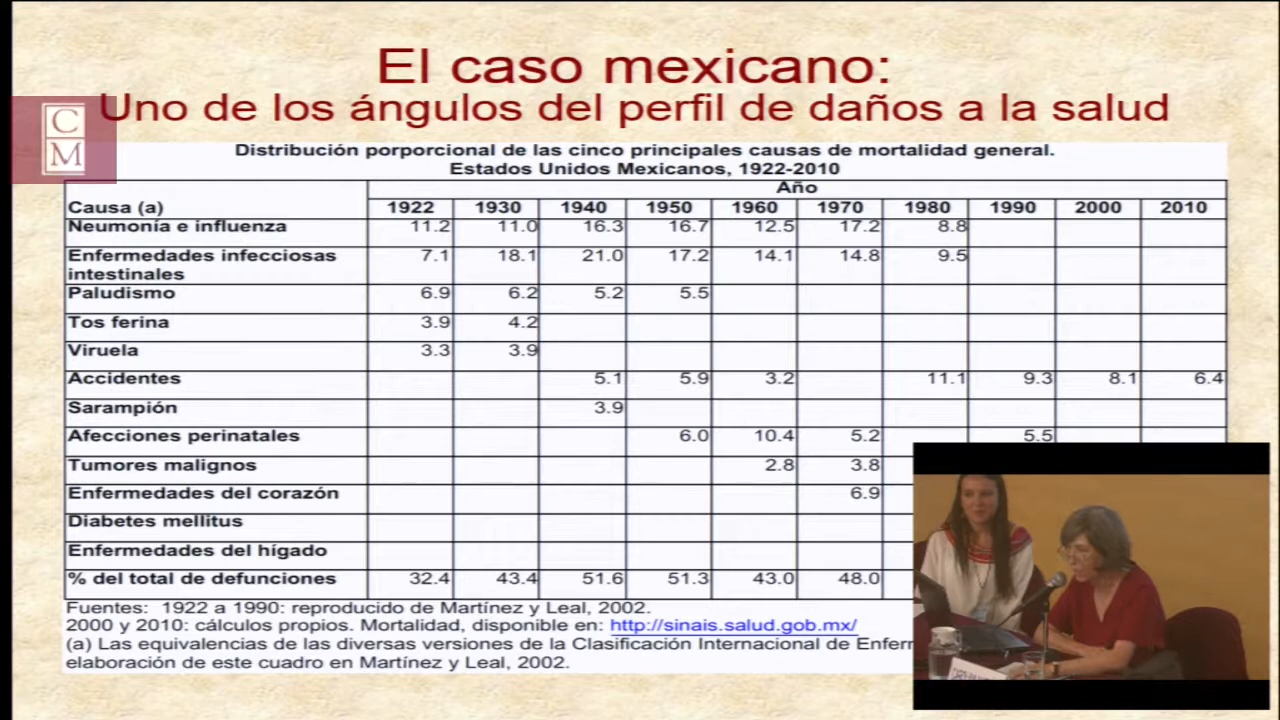 El caso mexicano:
Uno de los ángulos del perfil de daños a la salud
C
M
Distribución porporcional de las cinco principales causas de mortalidad general.
Estados Unidos Mexicanos, 1922-2010
Año
Causa (a) 1922 1930 1940 1950 1960 1970 1980 1990 2000 2010
Neumonía e influenza 11.2 11.0 16.3 16.7 12.5 17.2 8.8
Enfermedades infecciosas 7.1 18.1 21.0 17.2 14.1 14.8 9.5
intestinales
Paludismo 6.9 6.2 5.2 5.5
Tos ferina 3.9 4.2
Viruela 3.3 3.9
Accidentes 5.1 5.9 3.2 11.1 9.3 8.1 6.4
Sarampión 3.9
Afecciones perinatales 6.0 10.4 5.2 5.5
Tumores malignos 2.8 3.8
Enfermedades del corazón 6.9
Diabetes mellitus
Enfermedades del hígado
% del total de defunciones 32.4 43.4 51.6 51.3 43.0 48.0
Fuentes: 1922 a 1990: reproducido de Martínez y Leal, 2002.
2000 y 2010: cálculos propios. Mortalidad, disponible en: http://sinais.salud.gob.mx/
(a) Las equivalencias de las diversas versiones de la Clasificación Internacional de Enferr
elaboración de este cuadro en Martínez y Leal, 2002.